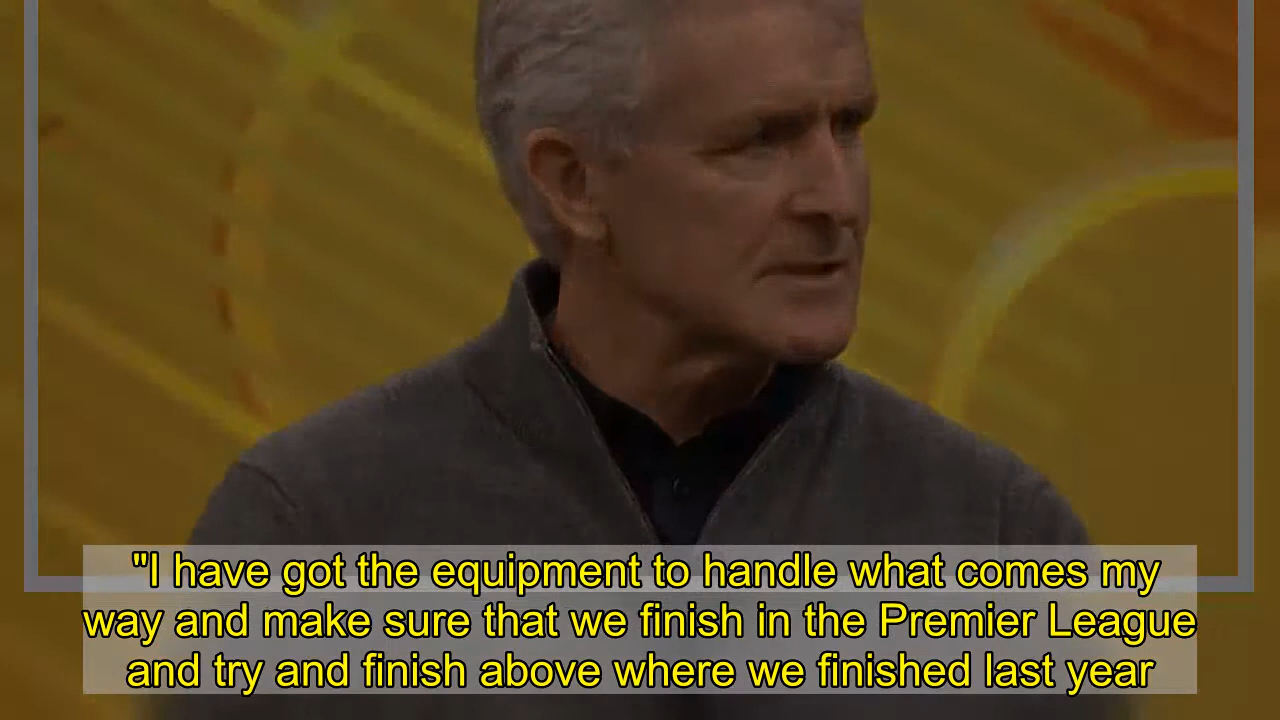 "I have got the equipment to handle what comes my
way and make sure that we finish in the Premier League
and try and finish above where we finished last year